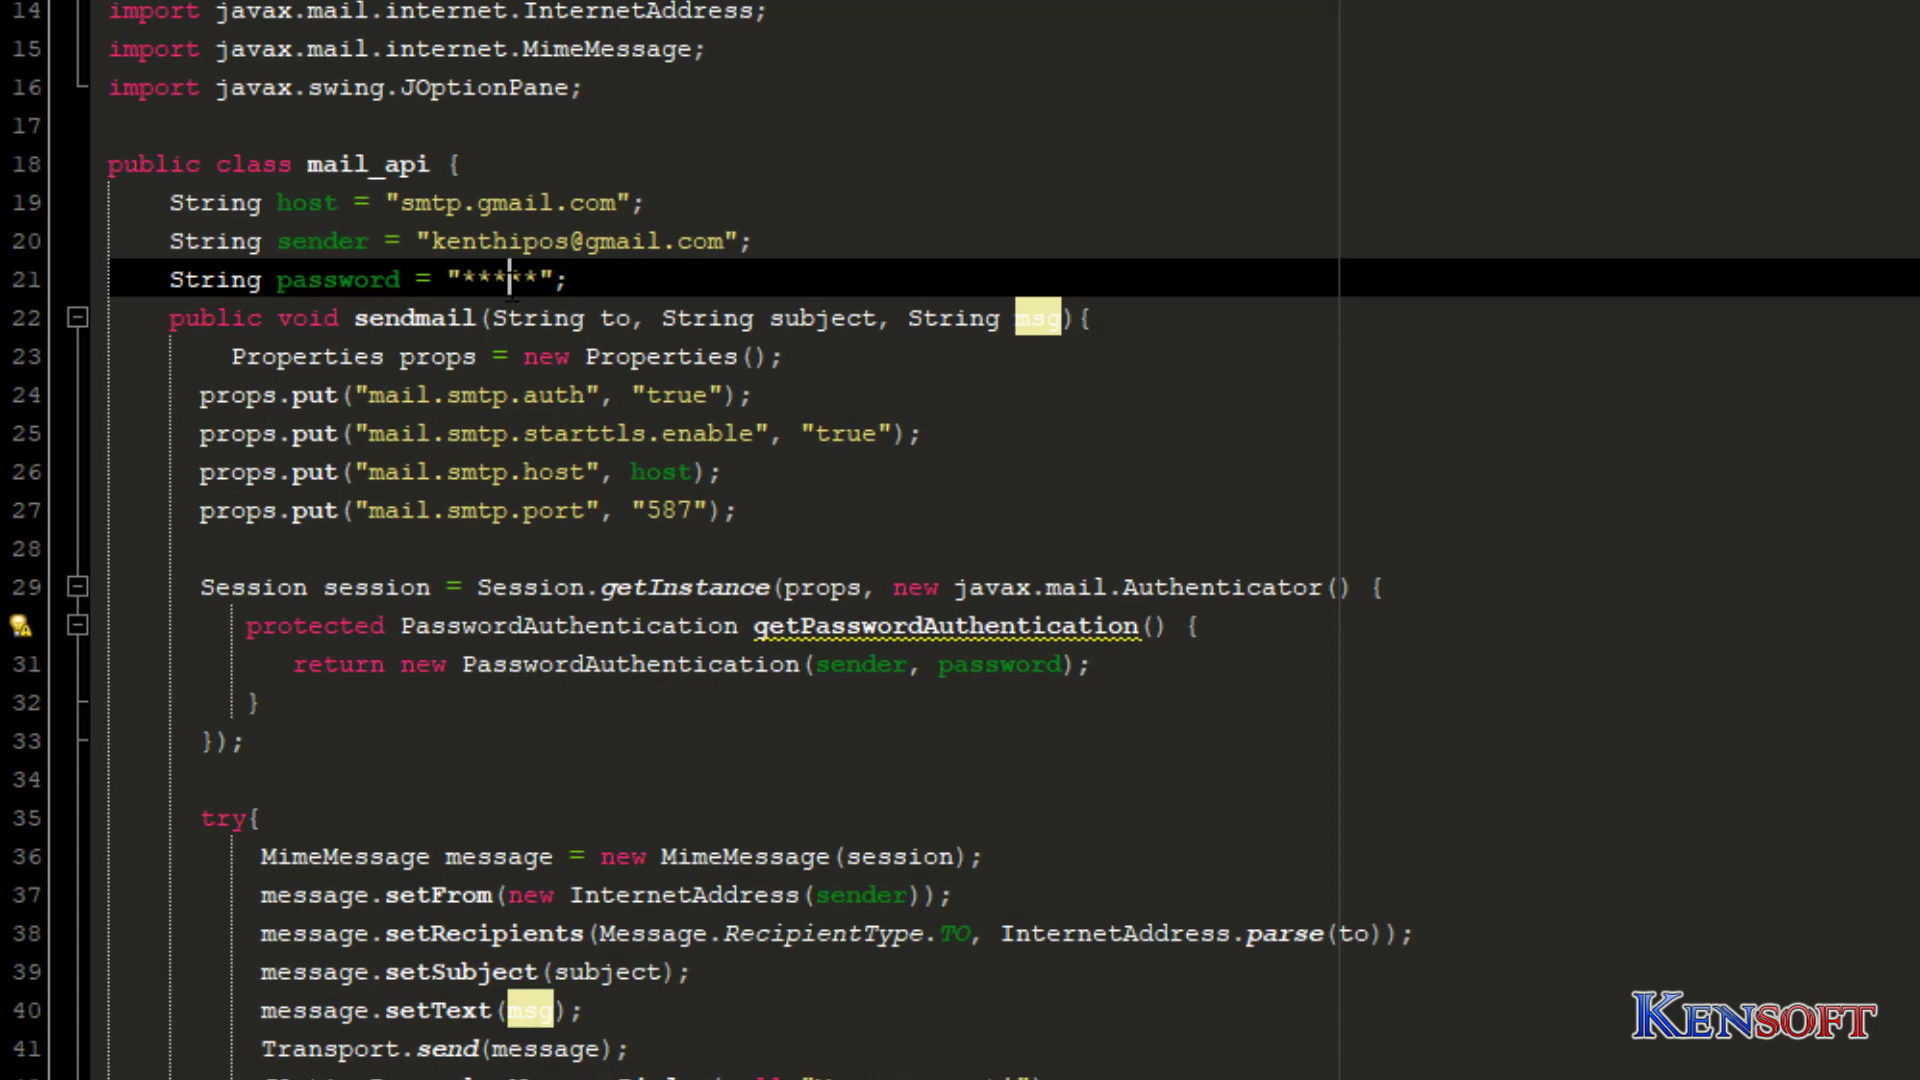 14 import javax.mail.internet.InternetAddress;
15 import javax.mail.internet.MimeMessage;
16 import javax.swing.JOptionPane;
17
18 public class mail_api {
19 String host = "smtp.gmail.com";
20 String sender = "kenthipos@gmail.com";
21 String password = "*****";
22 public void sendmail(String to, String subject, String msg){
23 Properties props = new Properties();
24 props.put("mail.smtp.auth", "true");
25 props.put("mail.smtp.starttls.enable", "true");
26 props.put("mail.smtp.host", host);
27 props.put("mail.smtp.port", "587");
28
29 Session session = Session.getInstance(props, new javax.mail.Authenticator() {
protected PasswordAuthentication getPasswordAuthentication() {
31 return new PasswordAuthentication(sender, password);
32 }
33 });
34
35 try{
36 MimeMessage message = new MimeMessage(session);
37 message.setFrom(new InternetAddress(sender));
38 message.setRecipients(Message.RecipientType.TO, InternetAddress.parse(to));
39 message.setSubject(subject);
40 message.setText(msg);
41 Transport.send(message);
KENSOFT